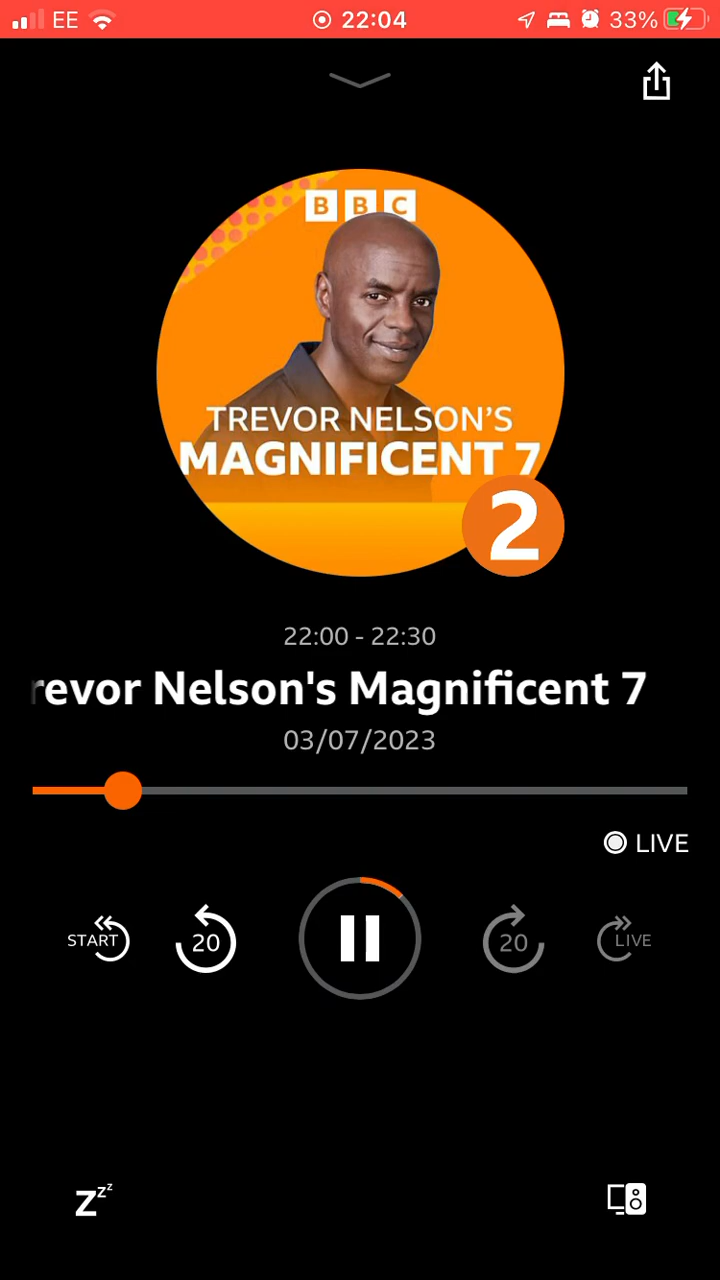 EE 22:04 33%
BBC
TREVOR NELSON'S
MAGNIFICENT 7
2
22:00 - 22:30
revor Nelson's Magnificent 7
03/07/2023
LIVE
START 20 20 LIVE
Zzz